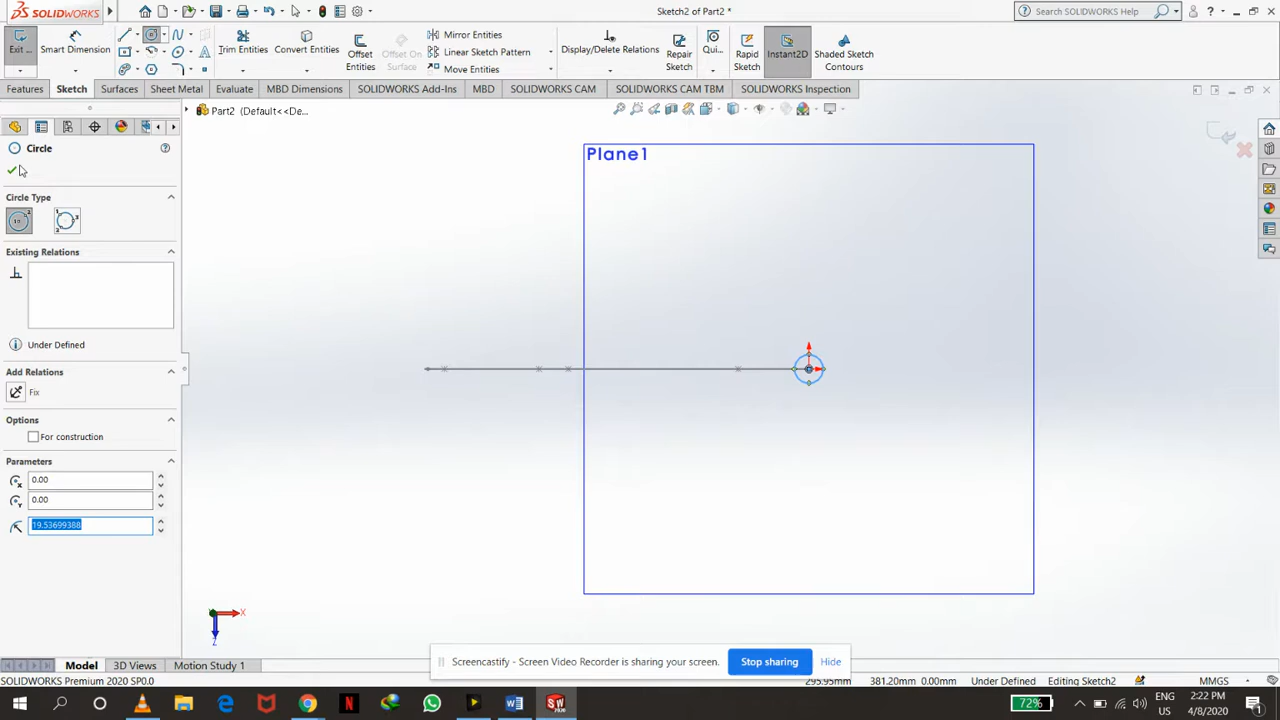 SOLIDWORKS
Sketch2 of Part2 *
Search SOLIDWORKS Help
Exit ...
Smart Dimension
Trim Entities
Convert Entities
Offset Entities
Offset On Surface
Mirror Entities
Linear Sketch Pattern
Move Entities
Display/Delete Relations
Repair Sketch
Qui...
Rapid Sketch
Instant2D
Shaded Sketch Contours
Features
Sketch
Surfaces
Sheet Metal
Evaluate
MBD Dimensions
SOLIDWORKS Add-Ins
MBD
SOLIDWORKS CAM
SOLIDWORKS CAM TBM
SOLIDWORKS Inspection
Part2 (Default<<De...
Circle
Plane1
Circle Type
Existing Relations
Under Defined
Add Relations
Fix
Options
For construction
Parameters
0.00
0.00
19.53699388
X
Z
Model
3D Views
Motion Study 1
Screencastify - Screen Video Recorder is sharing your screen.
Stop sharing
Hide
SOLIDWORKS Premium 2020 SP0.0
295.95mm
381.20mm 0.00mm
Under Defined
Editing Sketch2
MMGS
72%
ENG
US
2:22 PM
4/8/2020